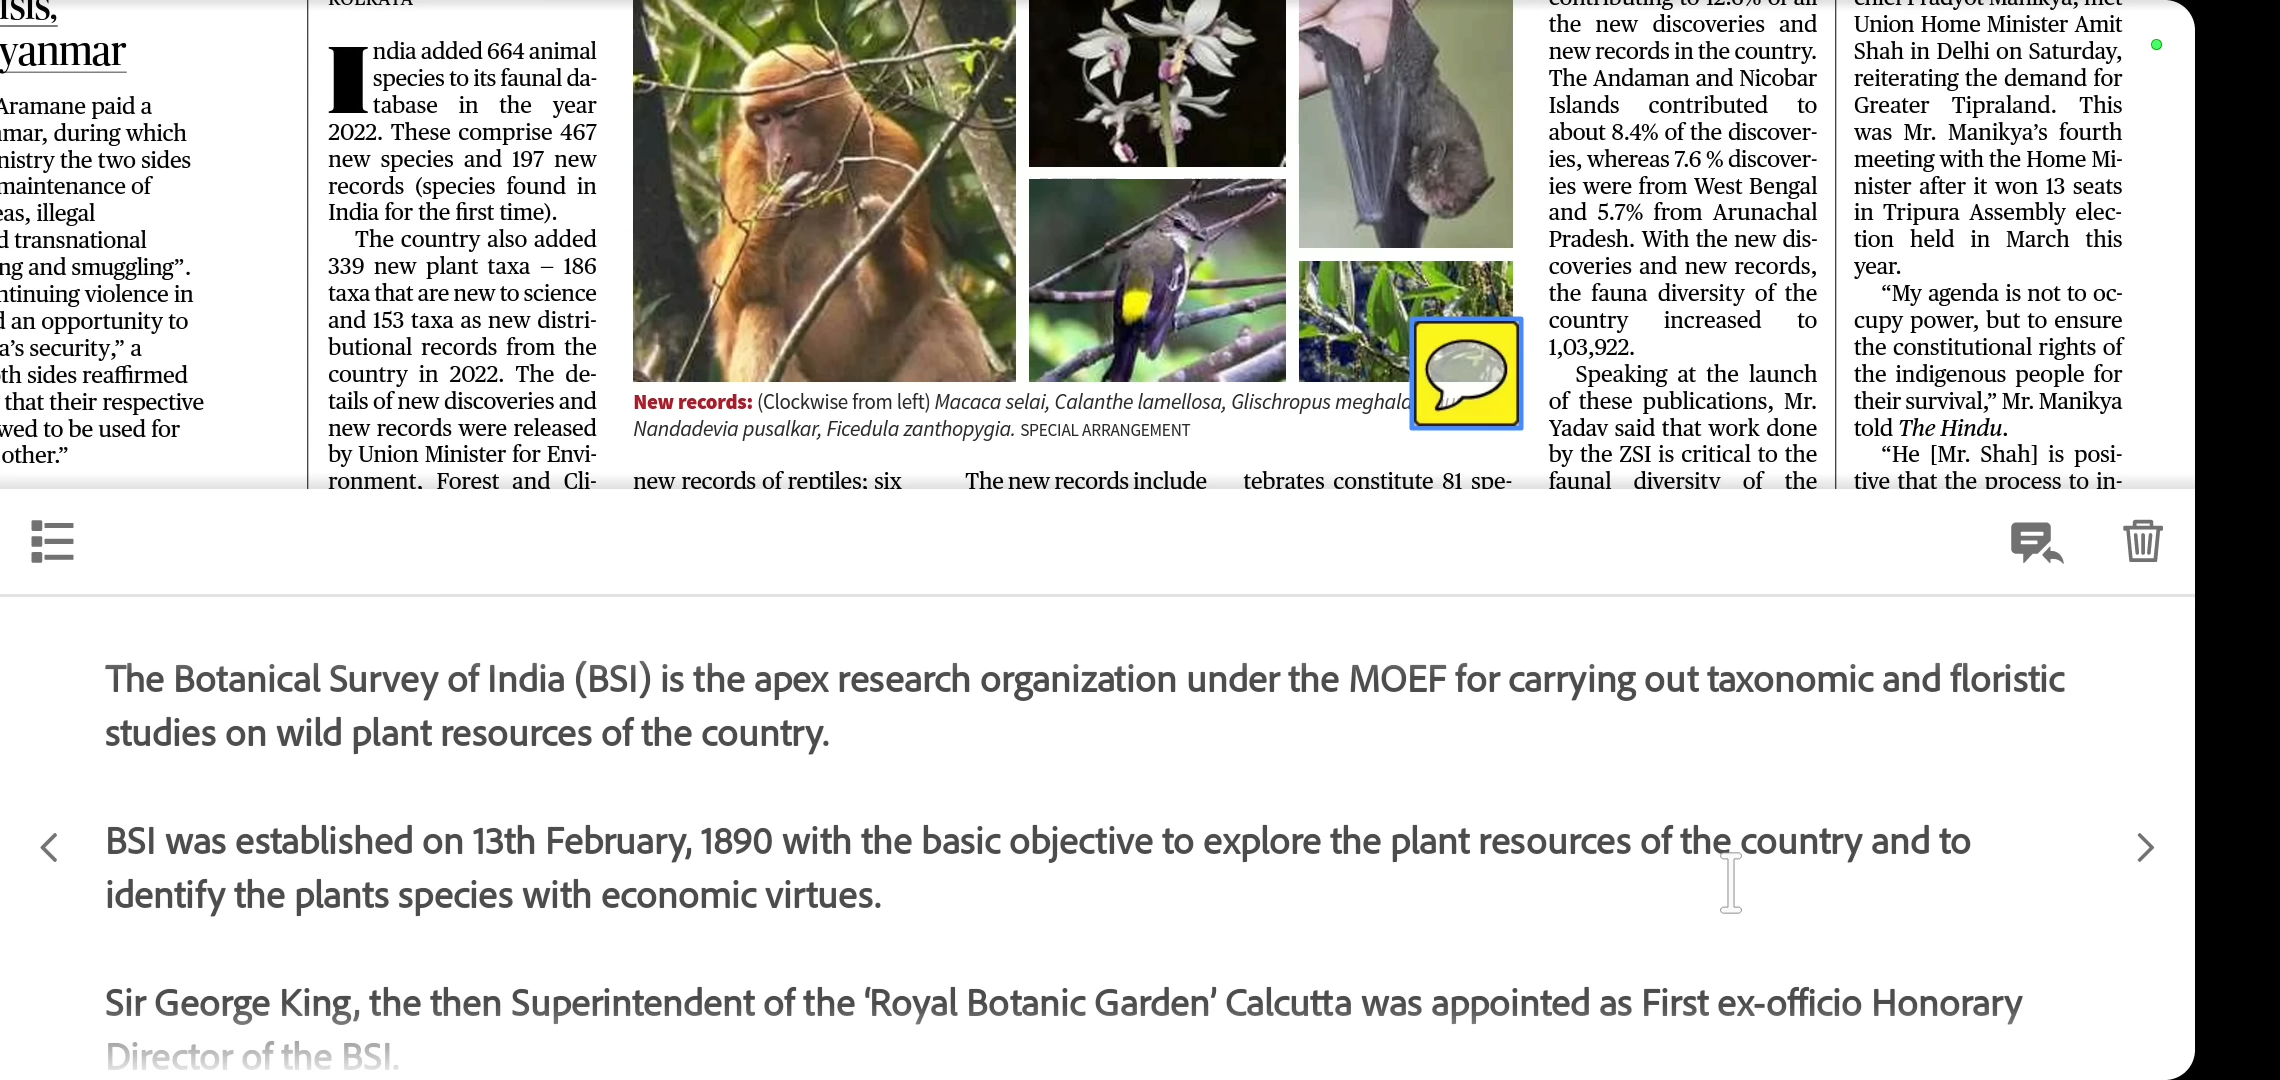 isis,
yanmar
Aramane paid a
mar, during which
nistry the two sides
maintenance of
eas, illegal
d transnational
ng and smuggling”.
ntinuing violence in
d an opportunity to
a’s security,” a
oth sides reaffirmed
that their respective
wed to be used for
other.”
KOLKATA
India added 664 animal
species to its faunal da-
tabase in the year
2022. These comprise 467
new species and 197 new
records (species found in
India for the first time).
The country also added
339 new plant taxa – 186
taxa that are new to science
and 153 taxa as new distri-
butional records from the
country in 2022. The de-
tails of new discoveries and
new records were released
by Union Minister for Envi-
ronment, Forest and Cli-
New records: (Clockwise from left) Macaca selai, Calanthe lamellosa, Glischropus meghala
Nandadevia pusalkar, Ficedula zanthopygia. SPECIAL ARRANGEMENT
new records of reptiles; six
The new records include
tebrates constitute 81 spe-
contributing to 12.6% of all
the new discoveries and
new records in the country.
The Andaman and Nicobar
Islands contributed to
about 8.4% of the discover-
ies, whereas 7.6 % discover-
ies were from West Bengal
and 5.7% from Arunachal
Pradesh. With the new dis-
coveries and new records,
the fauna diversity of the
country increased to
1,03,922.
Speaking at the launch
of these publications, Mr.
Yadav said that work done
by the ZSI is critical to the
faunal diversity of the
chief Pradyot Manikya, met
Union Home Minister Amit
Shah in Delhi on Saturday,
reiterating the demand for
Greater Tipraland. This
was Mr. Manikya’s fourth
meeting with the Home Mi-
nister after it won 13 seats
in Tripura Assembly elec-
tion held in March this
year.
“My agenda is not to oc-
cupy power, but to ensure
the constitutional rights of
the indigenous people for
their survival,” Mr. Manikya
told The Hindu.
“He [Mr. Shah] is posi-
tive that the process to in-
The Botanical Survey of India (BSI) is the apex research organization under the MOEF for carrying out taxonomic and floristic
studies on wild plant resources of the country.
BSI was established on 13th February, 1890 with the basic objective to explore the plant resources of the country and to
identify the plants species with economic virtues.
Sir George King, the then Superintendent of the ‘Royal Botanic Garden’ Calcutta was appointed as First ex-officio Honorary
Director of the BSI.